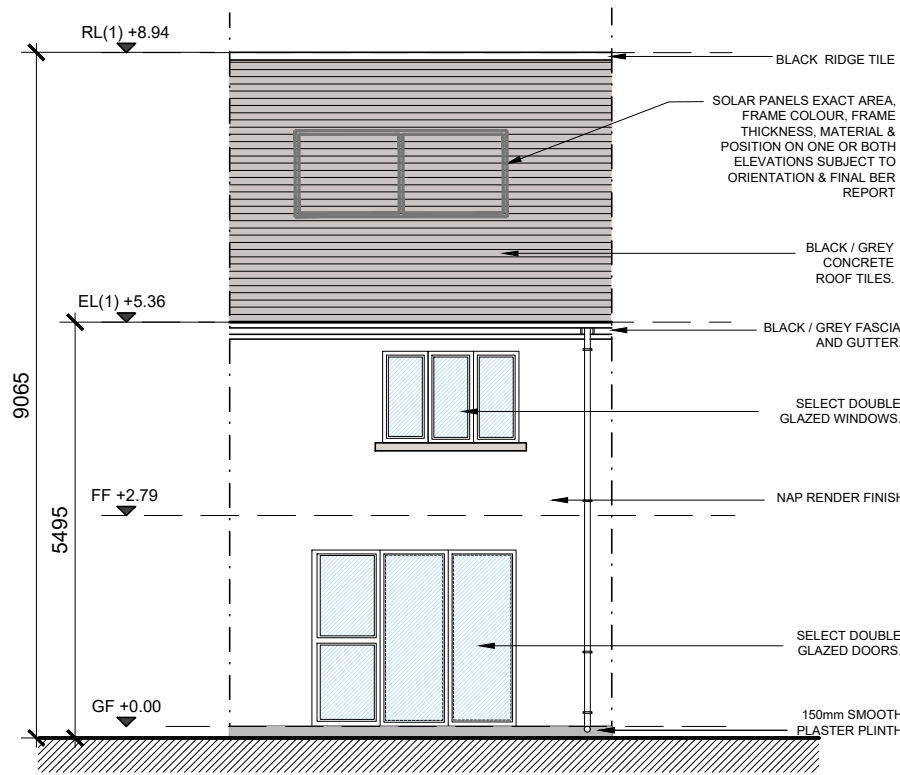 RL(1) +8.94
BLACK RIDGE TILE
SOLAR PANELS EXACT AREA,
FRAME COLOUR, FRAME
THICKNESS, MATERIAL &
POSITION ON ONE OR BOTH
ELEVATIONS SUBJECT TO
ORIENTATION & FINAL BER
REPORT
BLACK / GREY
CONCRETE
ROOF TILES.
EL(1) +5.36
BLACK / GREY FASCIA
AND GUTTER.
9065
SELECT DOUBLE
GLAZED WINDOWS.
FF +2.79
NAP RENDER FINISH
5495
SELECT DOUBLE
GLAZED DOORS.
GF +0.00
150mm SMOOTH
PLASTER PLINTH